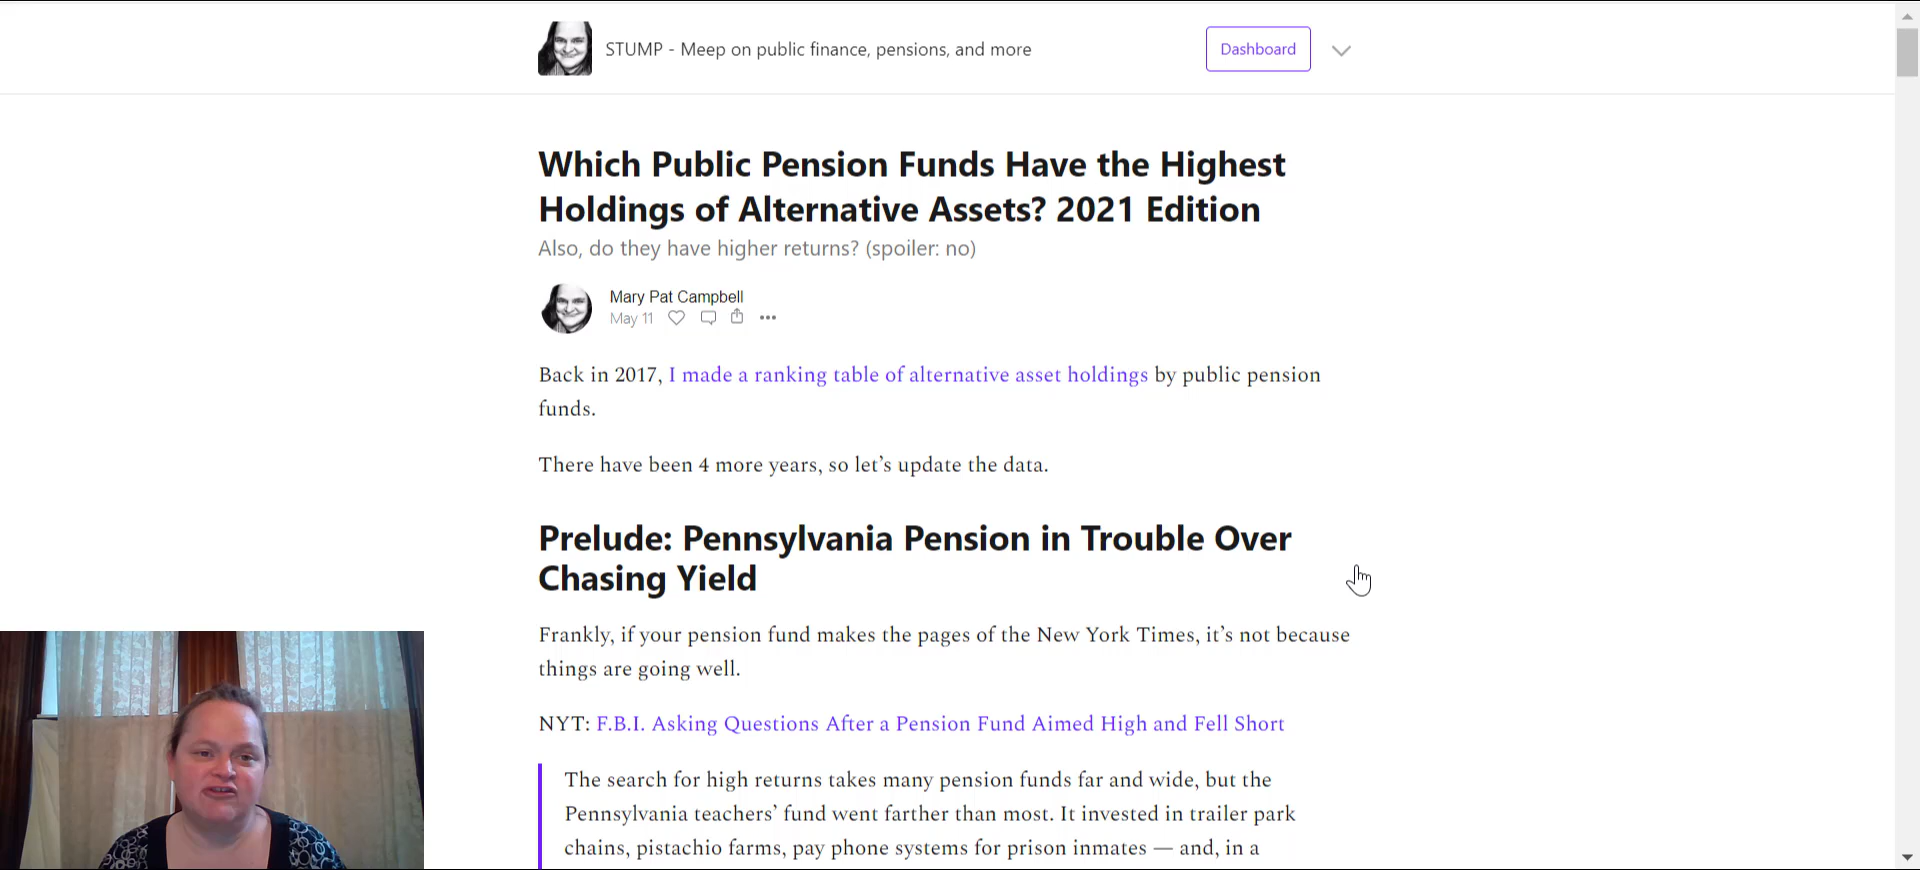 STUMP - Meep on public finance, pensions, and more
Dashboard
Which Public Pension Funds Have the Highest
Holdings of Alternative Assets? 2021 Edition
Also, do they have higher returns? (spoiler: no)
Mary Pat Campbell
May 11
Back in 2017, I made a ranking table of alternative asset holdings by public pension
funds.
There have been 4 more years, so let’s update the data.
Prelude: Pennsylvania Pension in Trouble Over
Chasing Yield
Frankly, if your pension fund makes the pages of the New York Times, it’s not because
things are going well.
NYT: F.B.I. Asking Questions After a Pension Fund Aimed High and Fell Short
The search for high returns takes many pension funds far and wide, but the
Pennsylvania teachers’ fund went farther than most. It invested in trailer park
chains, pistachio farms, pay phone systems for prison inmates — and, in a